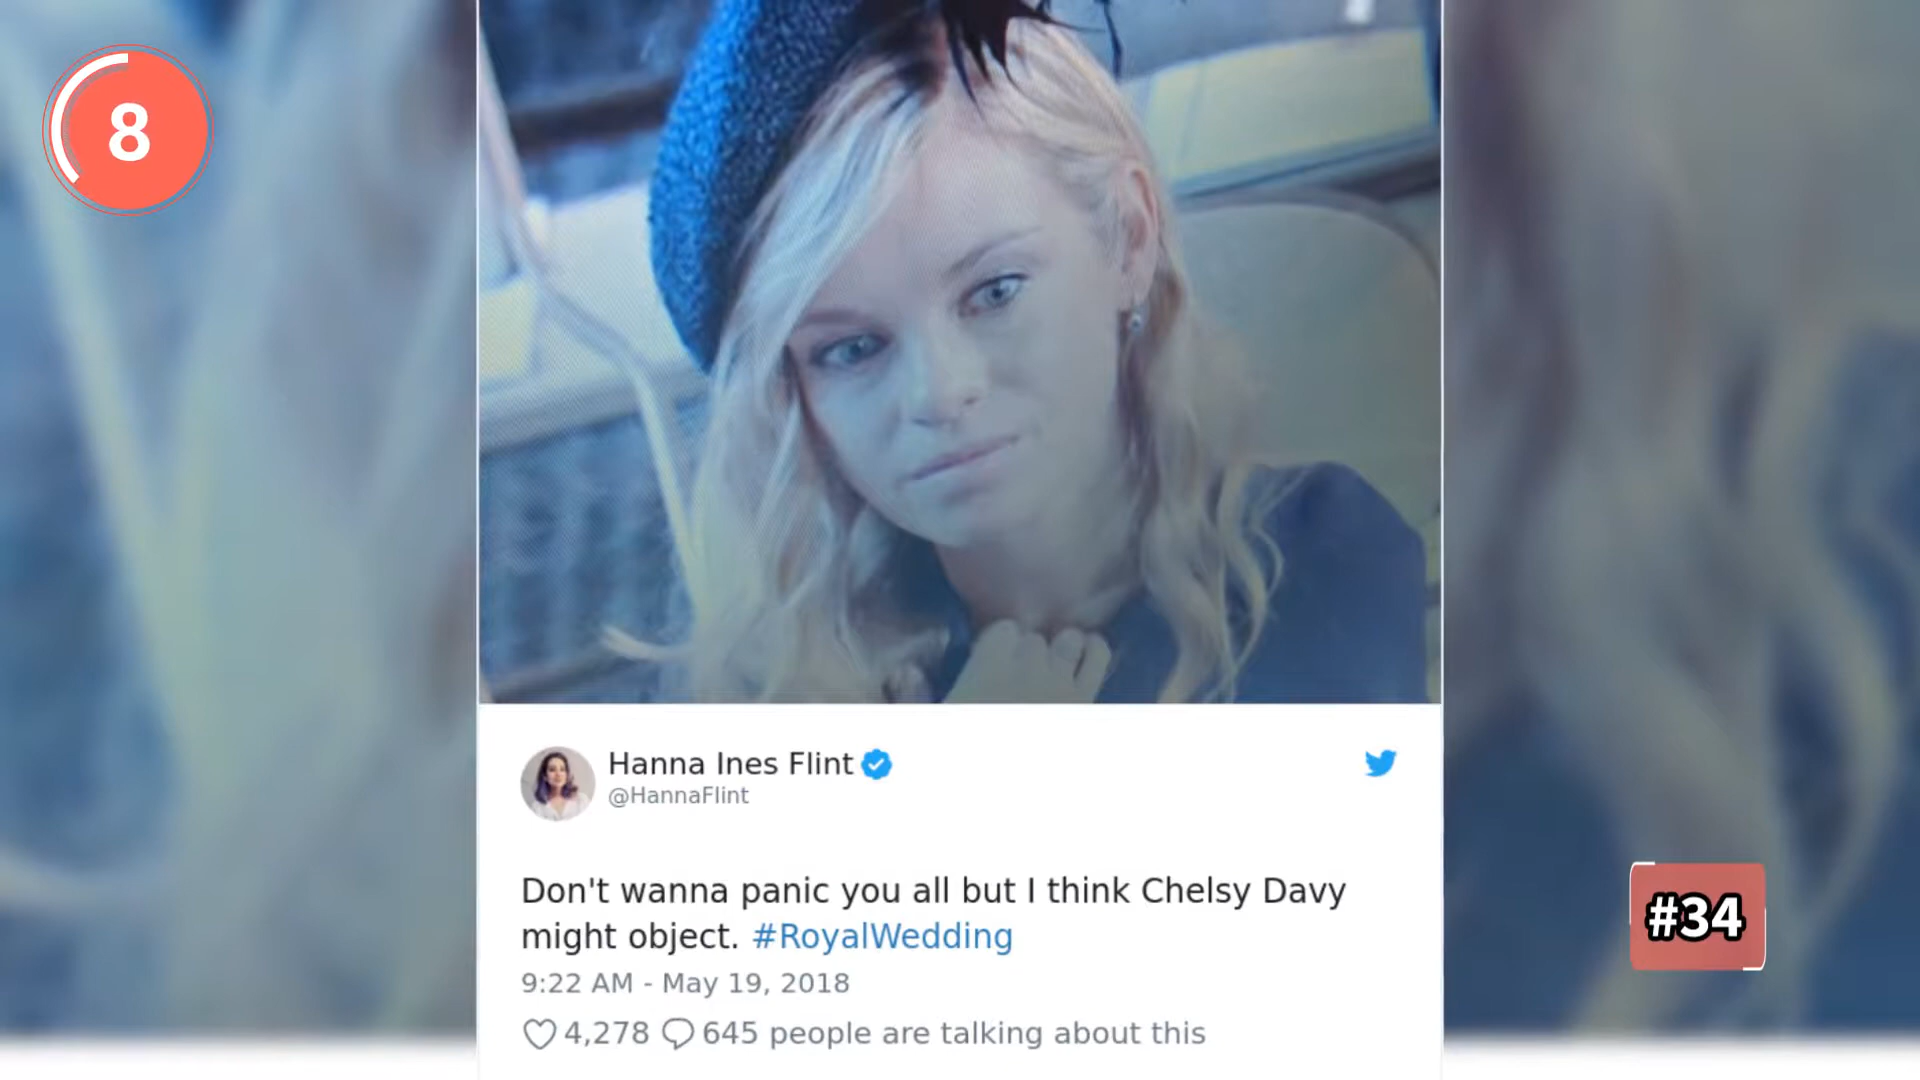 8
Hanna Ines Flint
@HannaFlint
Don't wanna panic you all but I think Chelsy Davy
might object. #RoyalWedding
9:22 AM - May 19, 2018
4,278 645 people are talking about this
#34